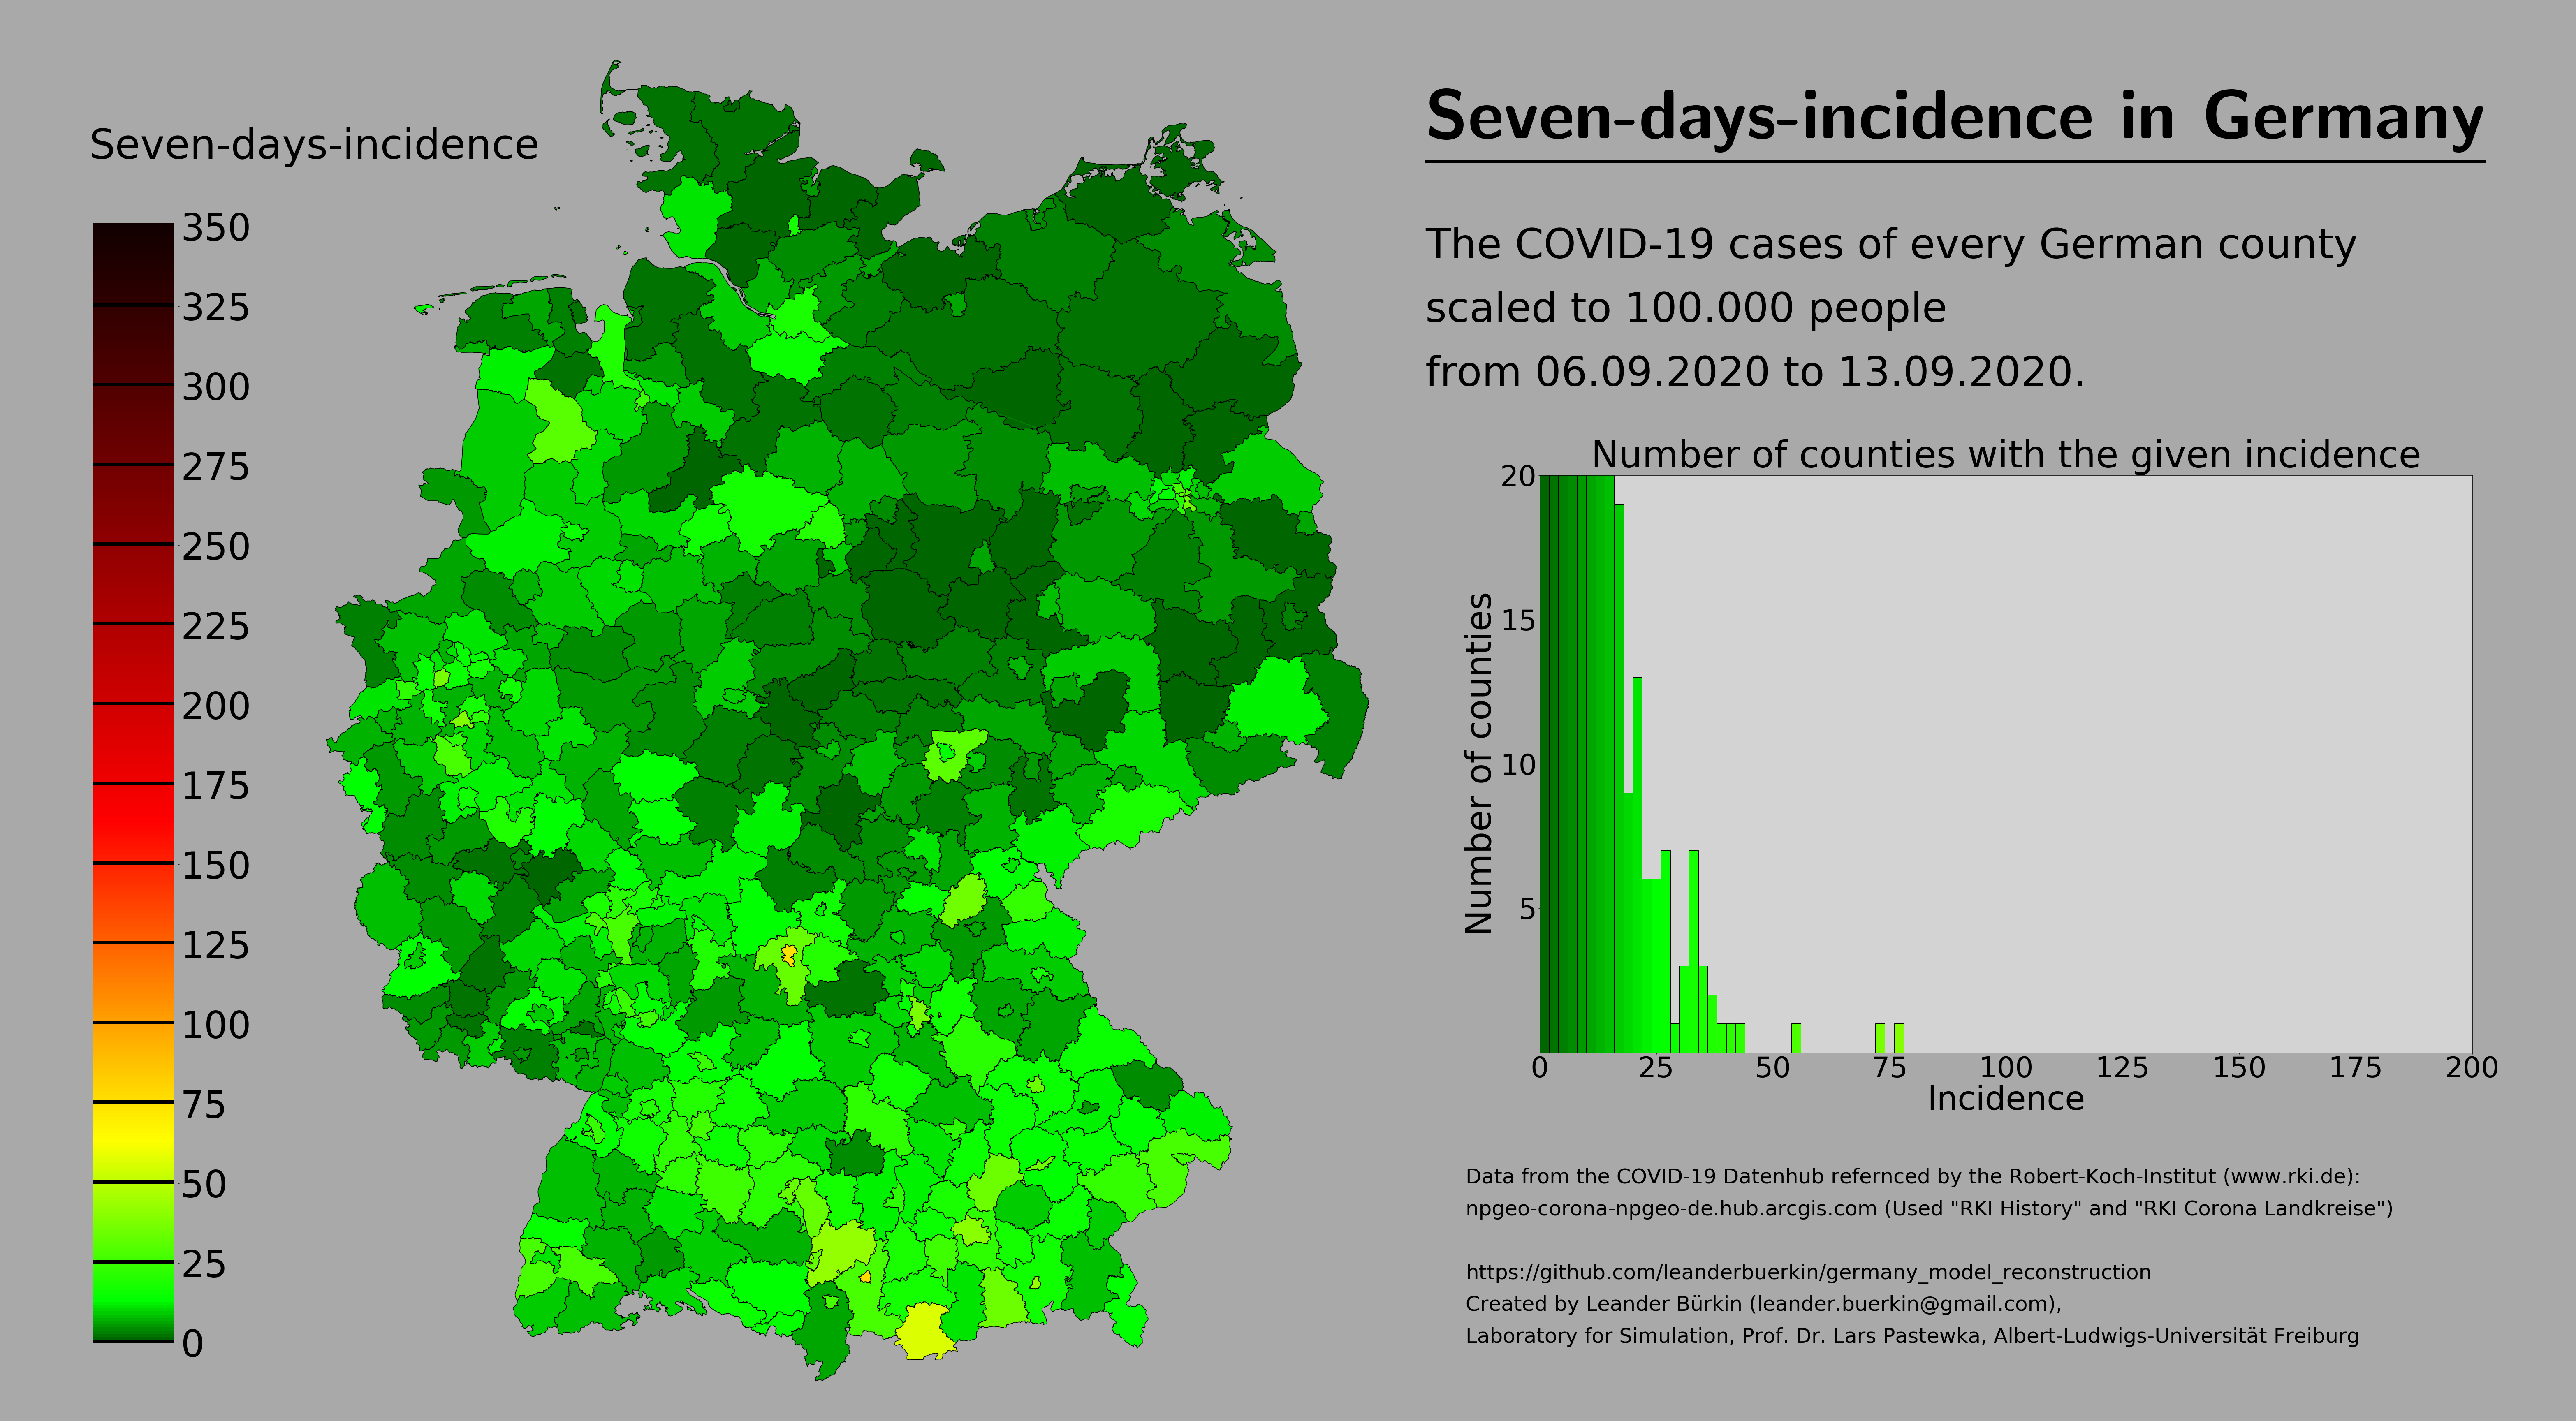 Seven-days-incidence
350
325
300
275
250
225
200
175
150
125
100
75
50
25
0
Seven-days-incidence in Germany
The COVID-19 cases of every German county
scaled to 100.000 people
from 06.09.2020 to 13.09.2020.
Number of counties with the given incidence
Number of counties
20
15
10
5
0 25 50 75 100 125 150 175 200
Incidence
Data from the COVID-19 Datenhub refernced by the Robert-Koch-Institut (www.rki.de):
npgeo-corona-npgeo-de.hub.arcgis.com (Used "RKI History" and "RKI Corona Landkreise")
https://github.com/leanderbuerkin/germany_model_reconstruction
Created by Leander Bürkin (leander.buerkin@gmail.com),
Laboratory for Simulation, Prof. Dr. Lars Pastewka, Albert-Ludwigs-Universität Freiburg